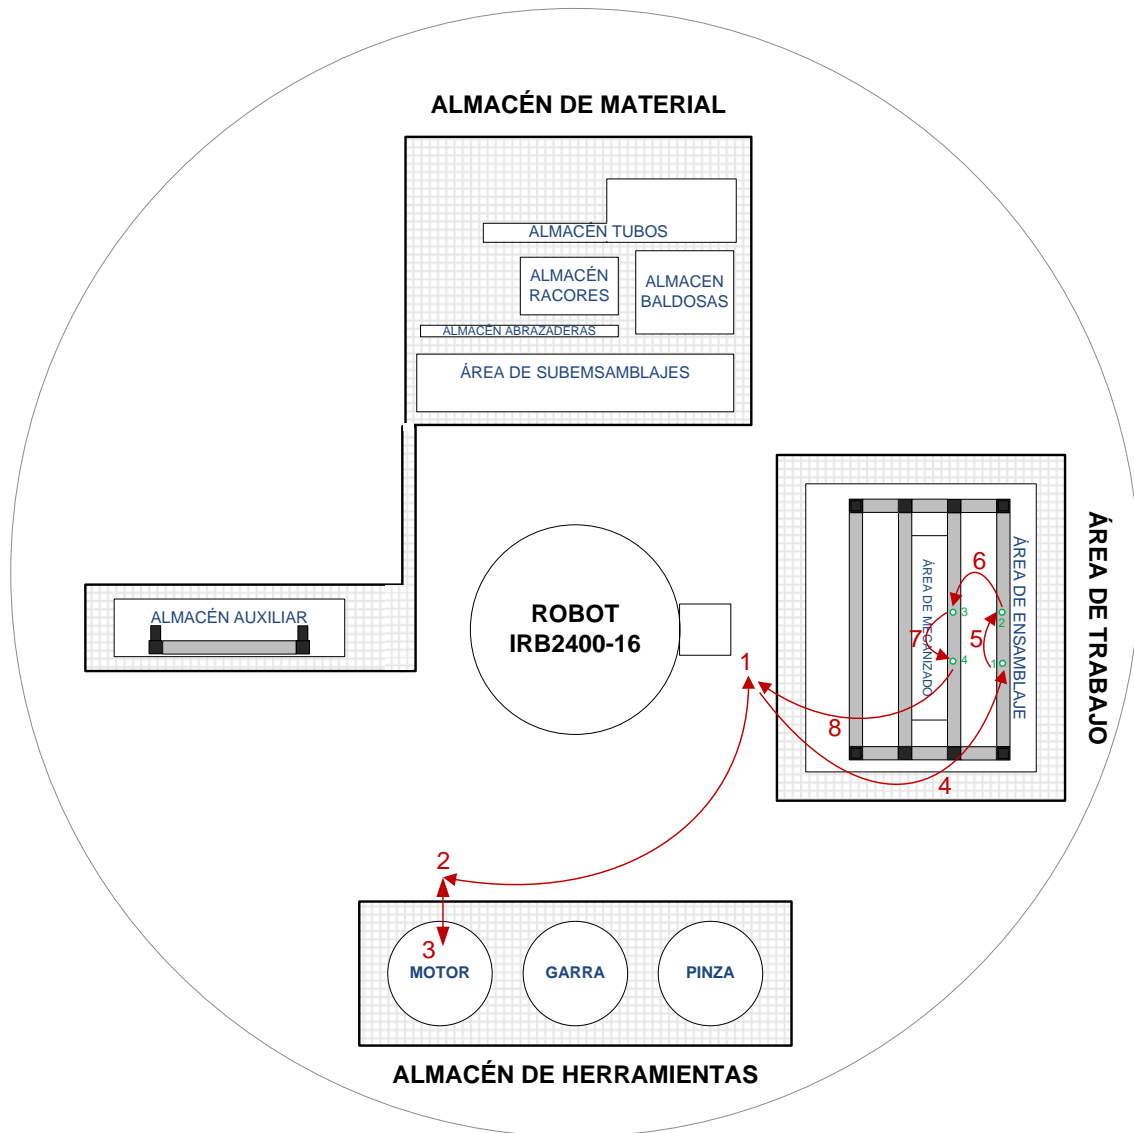 ALMACÉN DE MATERIAL
ALMACÉN TUBOS
ALMACÉN
RACORES
ALMACEN
BALDOSAS
ALMACÉN ABRAZADERAS
ÁREA DE SUBEMSAMBLAJES
ALMACÉN AUXILIAR
ROBOT
IRB2400-16
ÁREA DE MECANIZADO
ÁREA DE ENSAMBLAJE
ÁREA DE TRABAJO
6
3
2
7
5
4
1
1
8
4
2
3
MOTOR
GARRA
PINZA
ALMACÉN DE HERRAMIENTAS